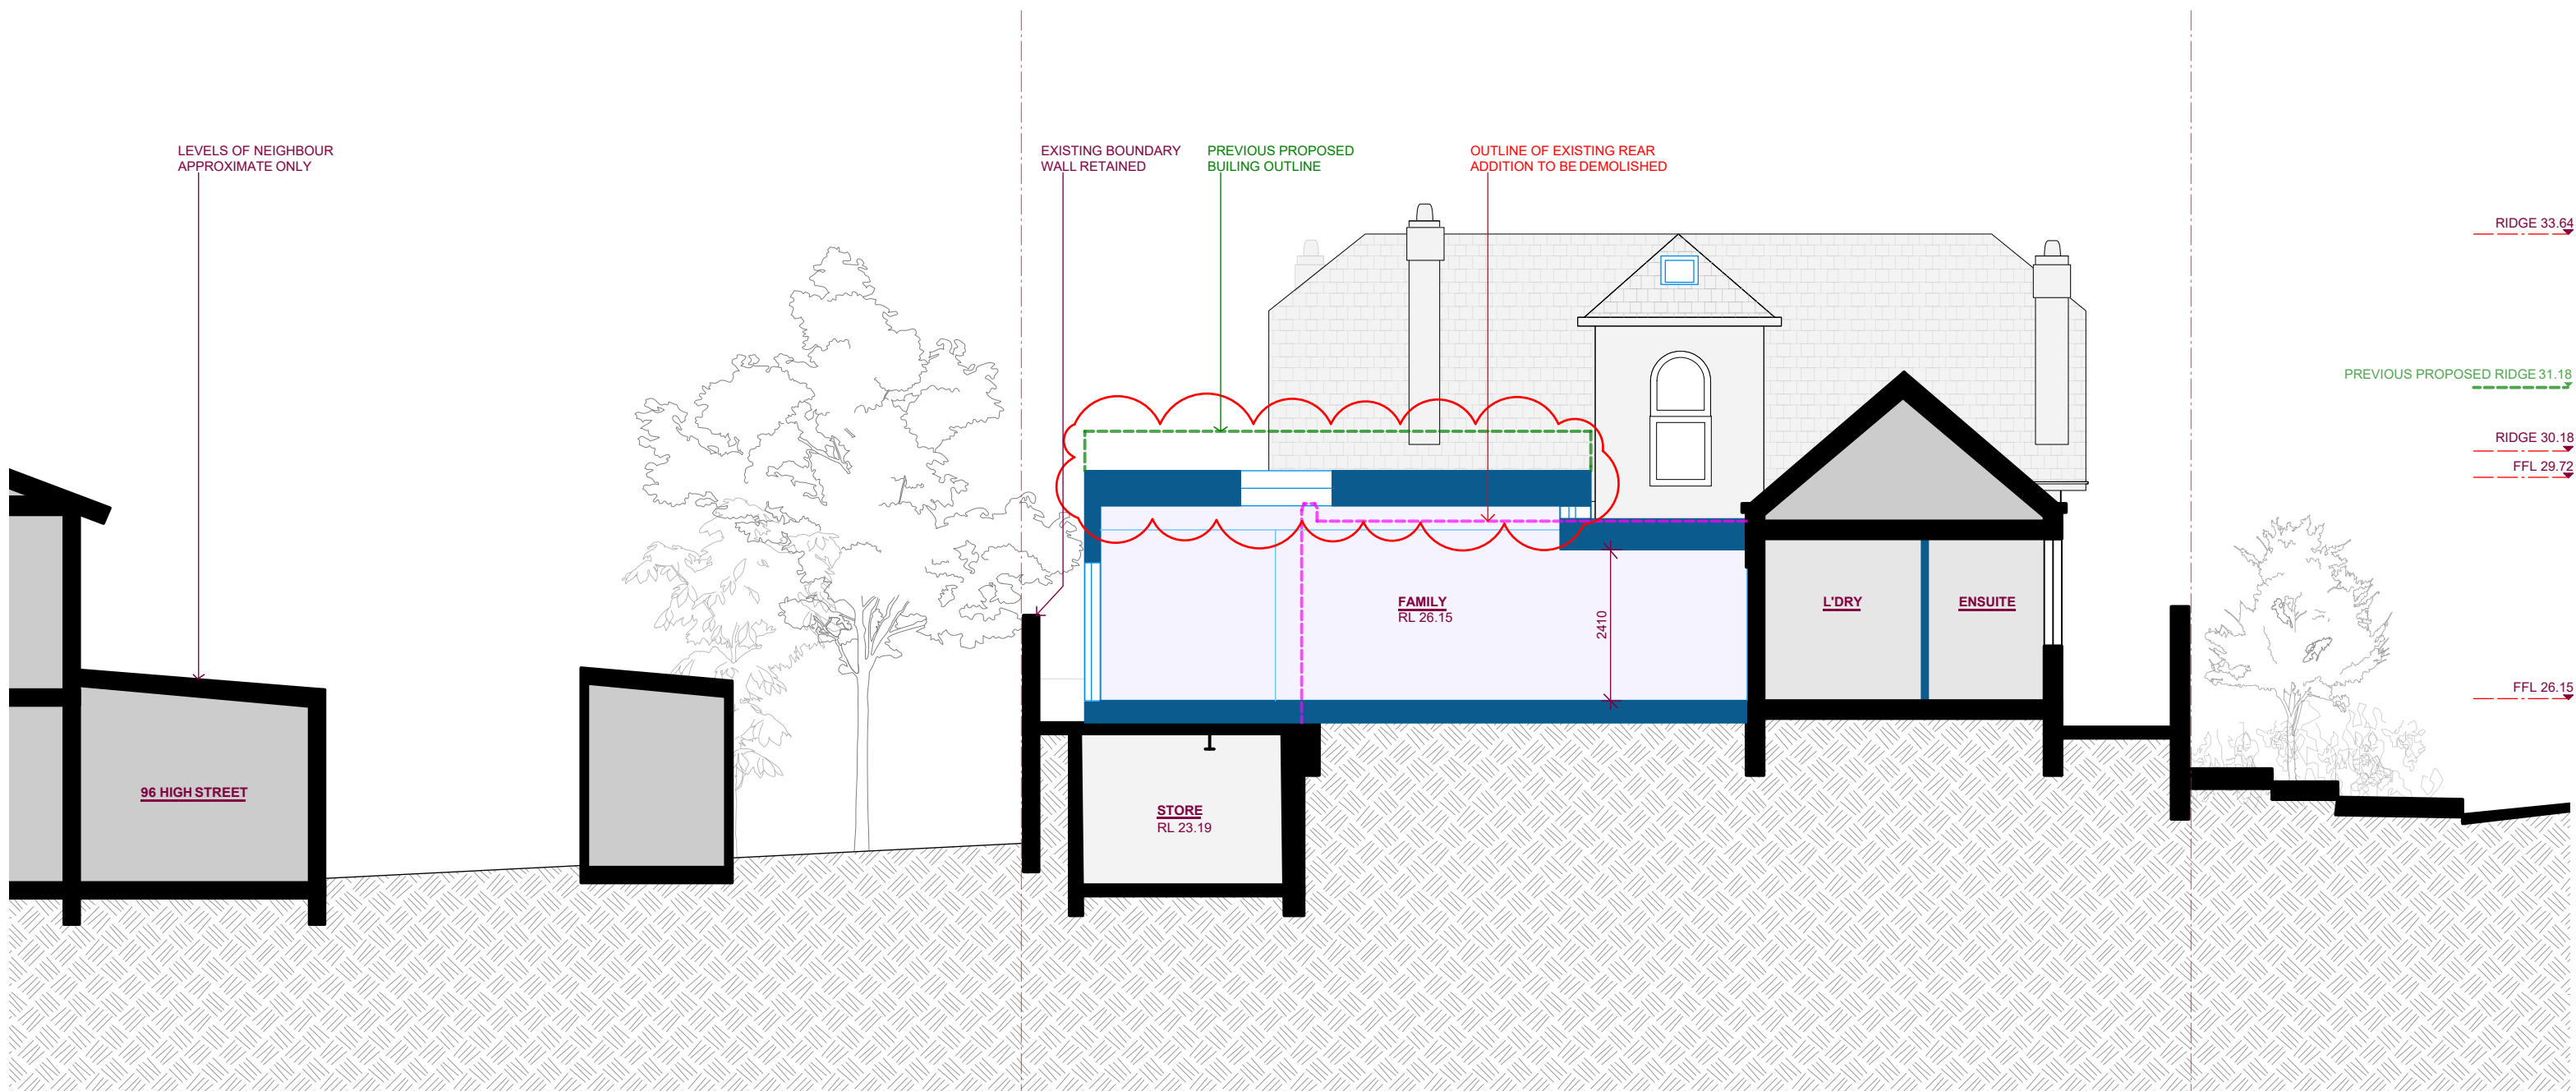 LEVELS OF NEIGHBOUR
APPROXIMATE ONLY
EXISTING BOUNDARY
WALL RETAINED
PREVIOUS PROPOSED
BUILING OUTLINE
OUTLINE OF EXISTING REAR
ADDITION TO BE DEMOLISHED
RIDGE 33.64
PREVIOUS PROPOSED RIDGE 31.18
RIDGE 30.18
FFL 29.72
FAMILY
RL 26.15
2410
L'DRY
ENSUITE
FFL 26.15
96 HIGH STREET
STORE
RL 23.19